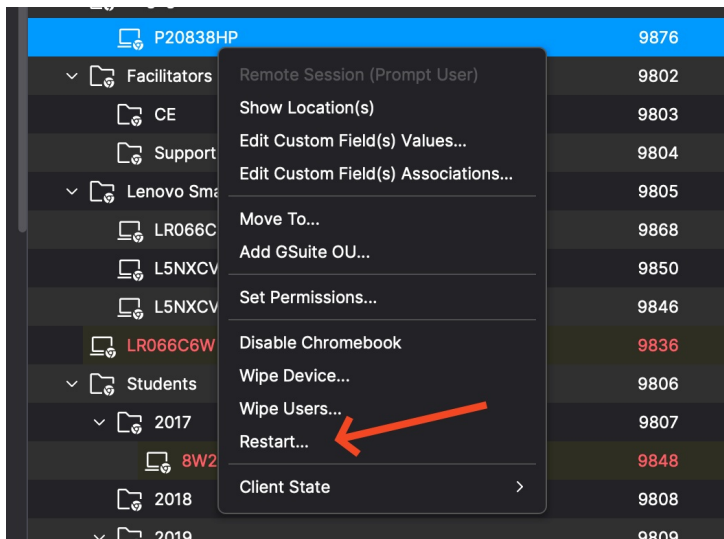 P20838HP 9876
Facilitators 9802
Remote Session (Prompt User)
CE 9803
Show Location(s)
Edit Custom Field(s) Values...
Support 9804
Edit Custom Field(s) Associations...
Lenovo Sma 9805
Move To...
LR066C 9868
Add GSuite OU...
L5NXCV 9850
Set Permissions...
L5NXCV 9846
LR066C6W 9836
Disable Chromebook
Students 9806
Wipe Device...
Wipe Users...
2017 9807
Restart...
8W2 9848
Client State
2018 9808
2019 9809